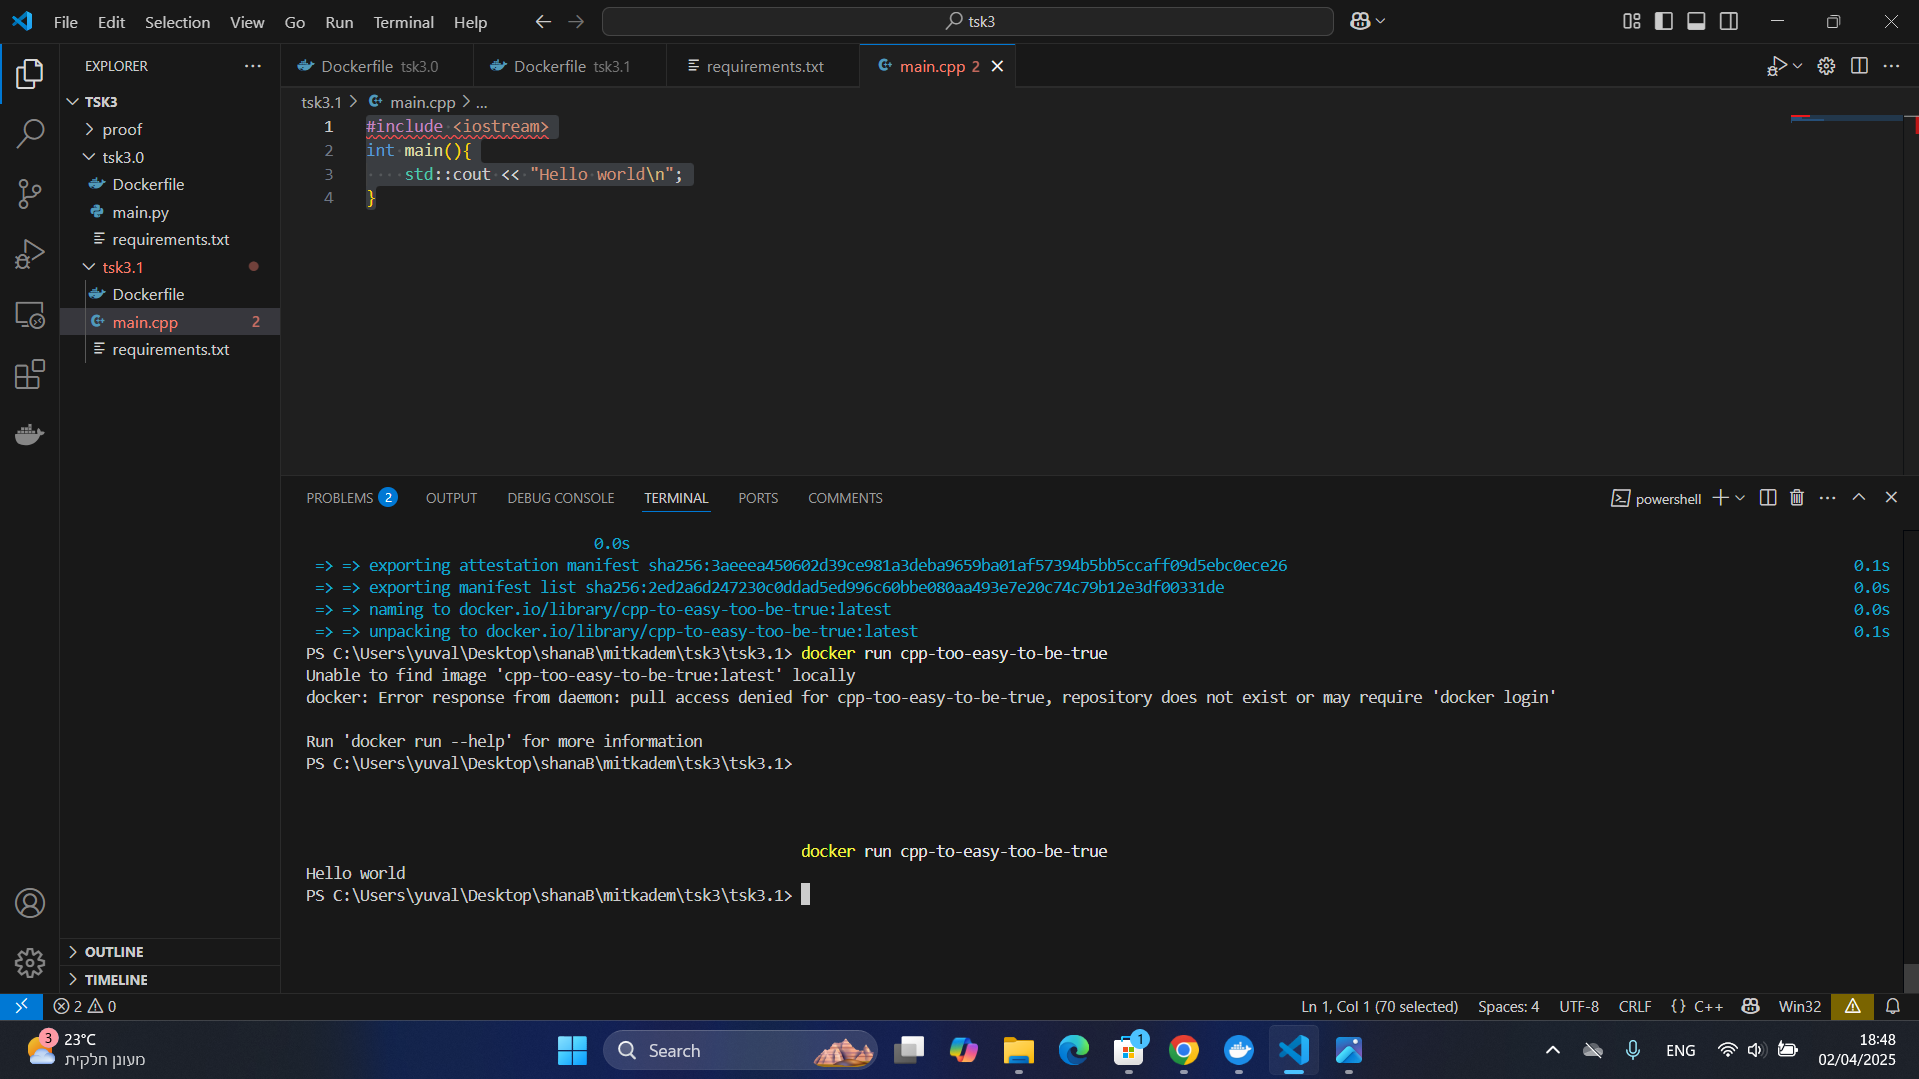 File Edit Selection View Go Run Terminal Help
tsk3
EXPLORER
TSK3
proof
tsk3.0
Dockerfile
main.py
requirements.txt
tsk3.1
Dockerfile
main.cpp 2
requirements.txt
OUTLINE
TIMELINE
Dockerfile tsk3.0
Dockerfile tsk3.1
requirements.txt
main.cpp 2
tsk3.1 > main.cpp > ...
1 #include <iostream>
2 int main(){
3 std::cout << "Hello world\n";
4 }
PROBLEMS 2 OUTPUT DEBUG CONSOLE TERMINAL PORTS COMMENTS
powershell
0.0s
=> => exporting attestation manifest sha256:3aeeea450602d39ce981a3deba9659ba01af57394b5bb5ccaff09d5ebc0ece26 0.1s
=> => exporting manifest list sha256:2ed2a6d247230c0ddad5ed996c60bbe080aa493e7e20c74c79b12e3df00331de 0.0s
=> => naming to docker.io/library/cpp-to-easy-too-be-true:latest 0.0s
=> => unpacking to docker.io/library/cpp-to-easy-too-be-true:latest 0.1s
PS C:\Users\yuval\Desktop\shanaB\mitkadem\tsk3\tsk3.1> docker run cpp-too-easy-to-be-true
Unable to find image 'cpp-too-easy-to-be-true:latest' locally
docker: Error response from daemon: pull access denied for cpp-too-easy-to-be-true, repository does not exist or may require 'docker login'
Run 'docker run --help' for more information
PS C:\Users\yuval\Desktop\shanaB\mitkadem\tsk3\tsk3.1>
docker run cpp-to-easy-too-be-true
Hello world
PS C:\Users\yuval\Desktop\shanaB\mitkadem\tsk3\tsk3.1>
2 0
Ln 1, Col 1 (70 selected) Spaces: 4 UTF-8 CRLF {} C++ Win32
3
23°C
מעונן חלקית
Search
1
ENG
18:48
02/04/2025